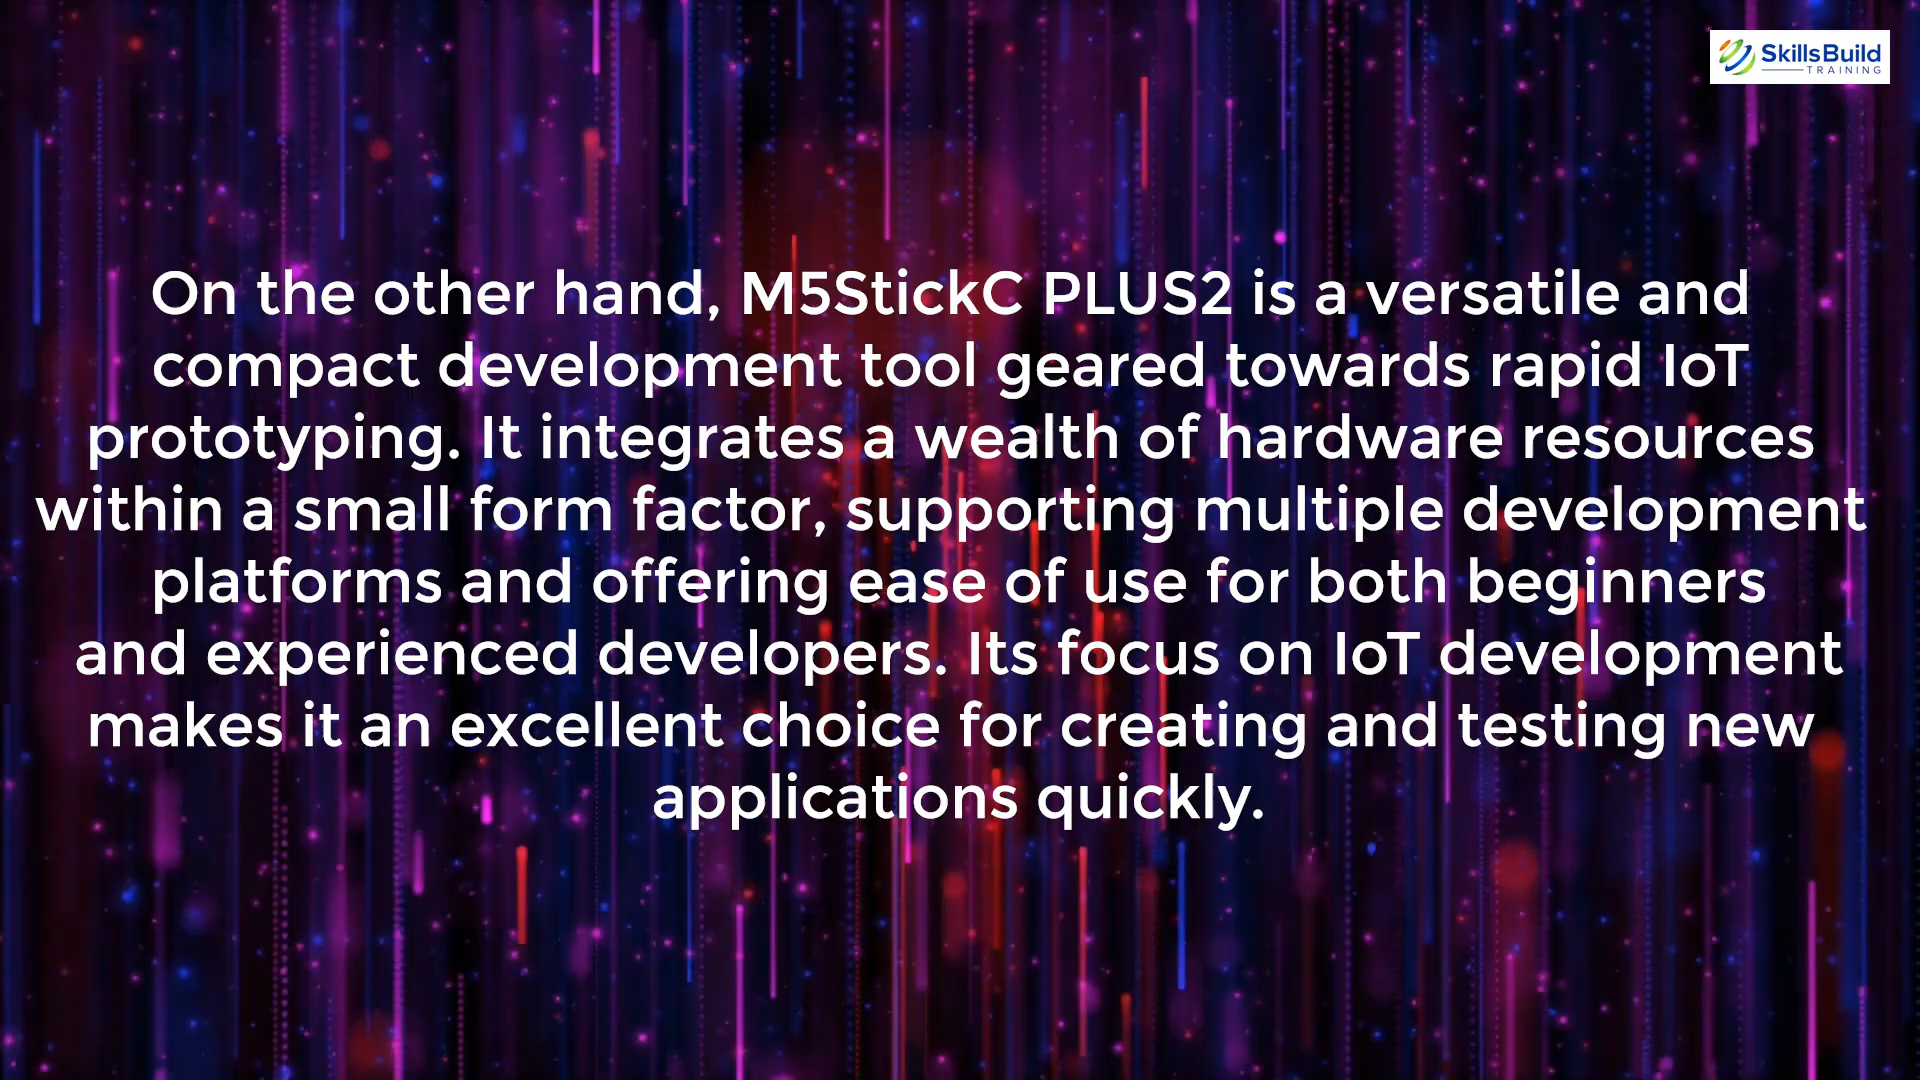 SkillsBuild
TRAINING
On the other hand, M5StickC PLUS2 is a versatile and
compact development tool geared towards rapid IoT
prototyping. It integrates a wealth of hardware resources
within a small form factor, supporting multiple development
platforms and offering ease of use for both beginners
and experienced developers. Its focus on IoT development
makes it an excellent choice for creating and testing new
applications quickly.